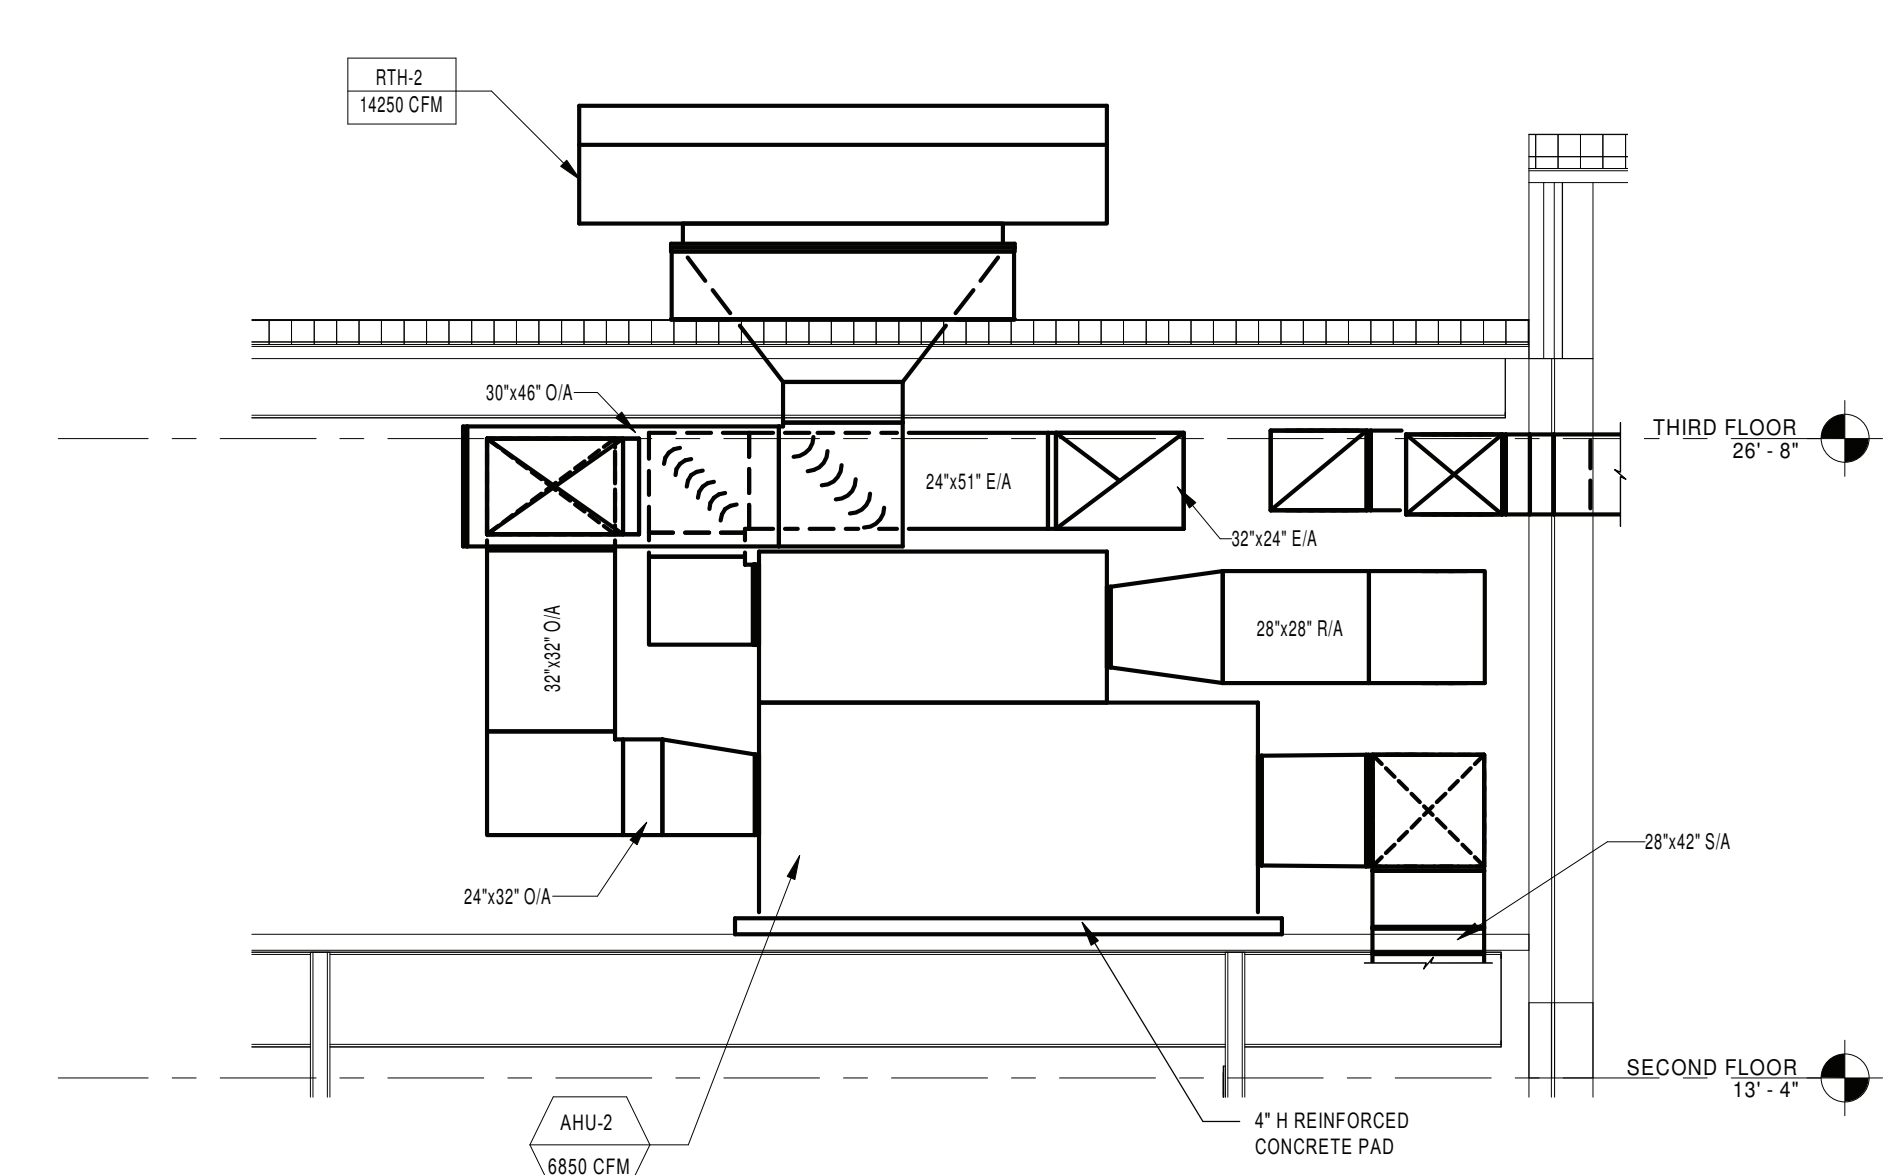 RTH-2
14250 CFM
30"x46" O/A
THIRD FLOOR
26' - 8"
24"x51" E/A
32"x24" E/A
32"x32" O/A
28"x28" R/A
28"x42" S/A
24"x32" O/A
SECOND FLOOR
13' - 4"
AHU-2
6850 CFM
4" H REINFORCED
CONCRETE PAD